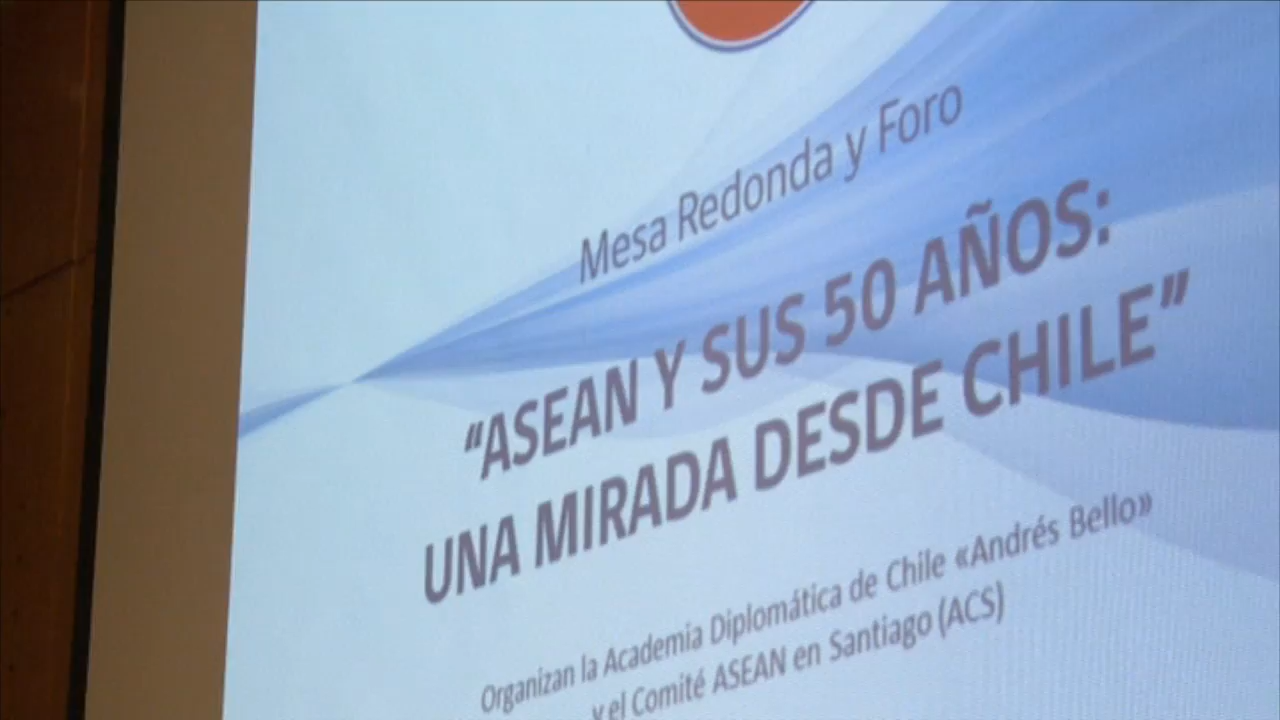 Mesa Redonda y Foro
“ASEAN Y SUS 50 AÑOS:
UNA MIRADA DESDE CHILE”
Organizan la Academia Diplomática de Chile «Andrés Bello»
y el Comité ASEAN en Santiago (ACS)